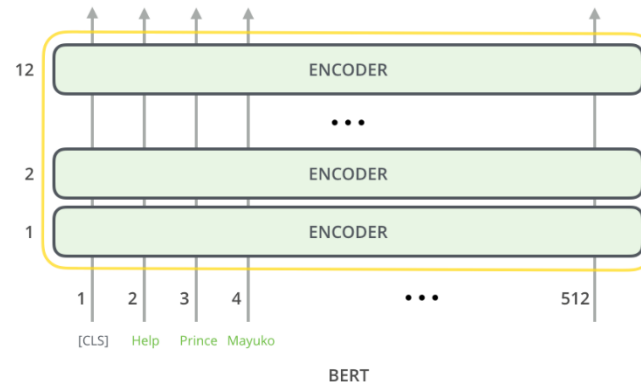 12 ENCODER
...
2 ENCODER
1 ENCODER
1 2 3 4 ... 512
[CLS] Help Prince Mayuko
BERT